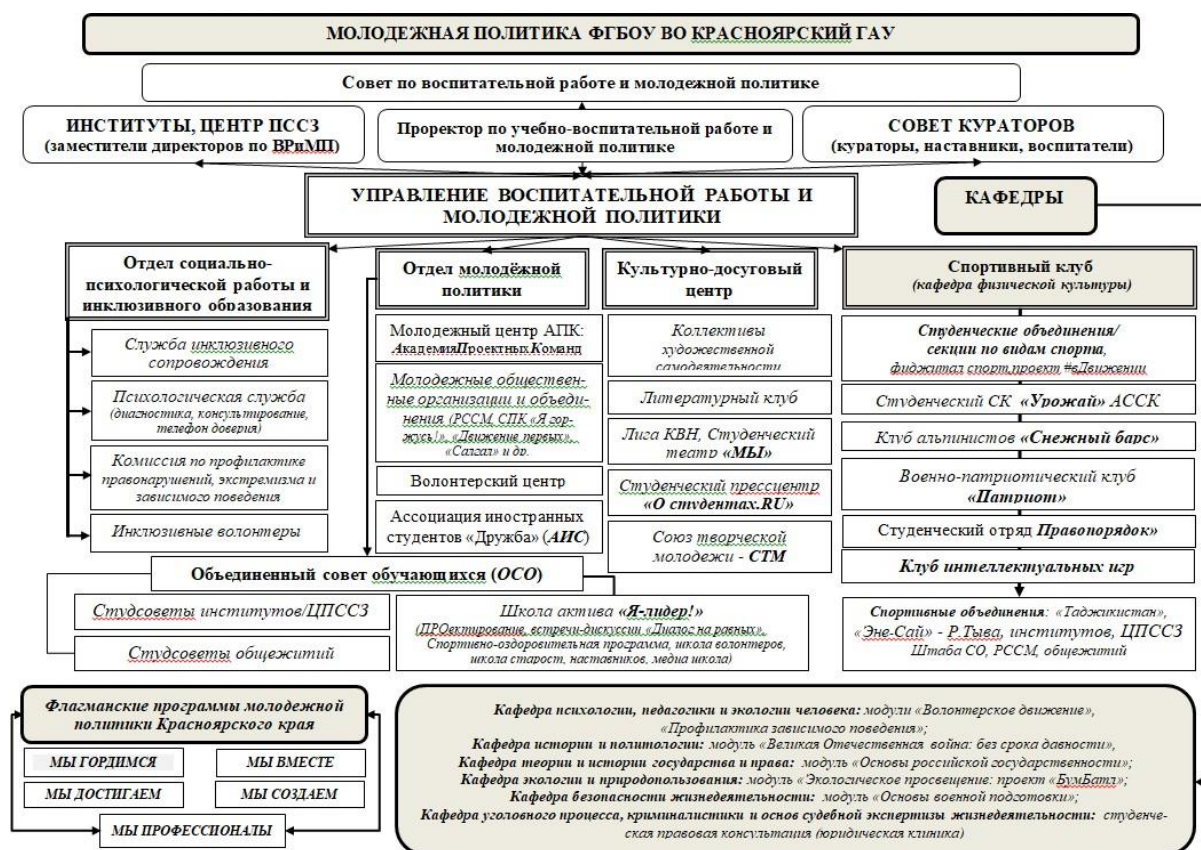 МОЛОДЕЖНАЯ ПОЛИТИКА ФГБОУ ВО КРАСНОЯРСКИЙ ГАУ
Совет по воспитательной работе и молодежной политике
ИНСТИТУТЫ, ЦЕНТР ПССЗ
(заместители директоров по ВРиМП)
Проректор по учебно-воспитательной работе и
молодежной политике
СОВЕТ КУРАТОРОВ
(кураторы, наставники, воспитатели)
УПРАВЛЕНИЕ ВОСПИТАТЕЛЬНОЙ РАБОТЫ И
МОЛОДЕЖНОЙ ПОЛИТИКИ
КАФЕДРЫ
Отдел социально-
психологической работы и
инклюзивного образования
Служба инклюзивного
сопровождения
Психологическая служба
(диагностика, консультирование,
телефон доверия)
Комиссия по профилактике
правонарушений, экстремизма и
зависимого поведения
Инклюзивные волонтеры
Отдел молодёжной
политики
Молодежный центр АПК:
АкадемияПроектных Команд
Молодежные обществен-
ные организации и объеди-
нения (РССМ, СПК «Я гор-
жусь!», «Движение первых»,
«Салгал» и др.
Волонтерский центр
Ассоциация иностранных
студентов «Дружба» (АИС)
Культурно-досуговый
центр
Коллективы
художественной
самодеятельности
Литературный клуб
Лига КВН, Студенческий
театр «МЫ»
Студенческий прессцентр
«О студентах.RU»
Союз творческой
молодежи - СТМ
Спортивный клуб
(кафедра физической культуры)
Студенческие объединения/
секции по видам спорта,
фиджитал спорт,проект #вДвижении
Студенческий СК «Урожай» АССК
Клуб альпинистов «Снежный барс»
Военно-патриотический клуб
«Патриот»
Студенческий отряд Правопорядок»
Клуб интеллектуальных игр
Спортивные объединения: «Таджикистан»,
«Эне-Сай» - Р.Тыва, институтов, ЦПССЗ
Штаба СО, РССМ, общежитий
Объединенный совет обучающихся (ОСО)
Студсоветы институтов/ЦПССЗ
Студсоветы общежитий
Школа актива «Я-лидер!»
(ПРОектирование, встречи-дискуссии «Диалог на равных»,
Спортивно-оздоровительная программа, школа волонтеров,
школа старост, наставников, медиа школа)
Флагманские программы молодежной
политики Красноярского края
МЫ ГОРДИМСЯ
МЫ ВМЕСТЕ
МЫ ДОСТИГАЕМ
МЫ СОЗДАЕМ
МЫ ПРОФЕССИОНАЛЫ
Кафедра психологии, педагогики и экологии человека: модули «Волонтерское движение»,
«Профилактика зависимого поведения»;
Кафедра истории и политологии: модуль «Великая Отечественная война: без срока давности»,
Кафедра теории и истории государства и права: модуль «Основы российской государственности»;
Кафедра экологии и природопользования: модуль «Экологическое просвещение: проект «БумБатл»;
Кафедра безопасности жизнедеятельности: модуль «Основы военной подготовки»;
Кафедра уголовного процесса, криминалистики и основ судебной экспертизы жизнедеятельности: студенче-
ская правовая консультация (юридическая клиника)